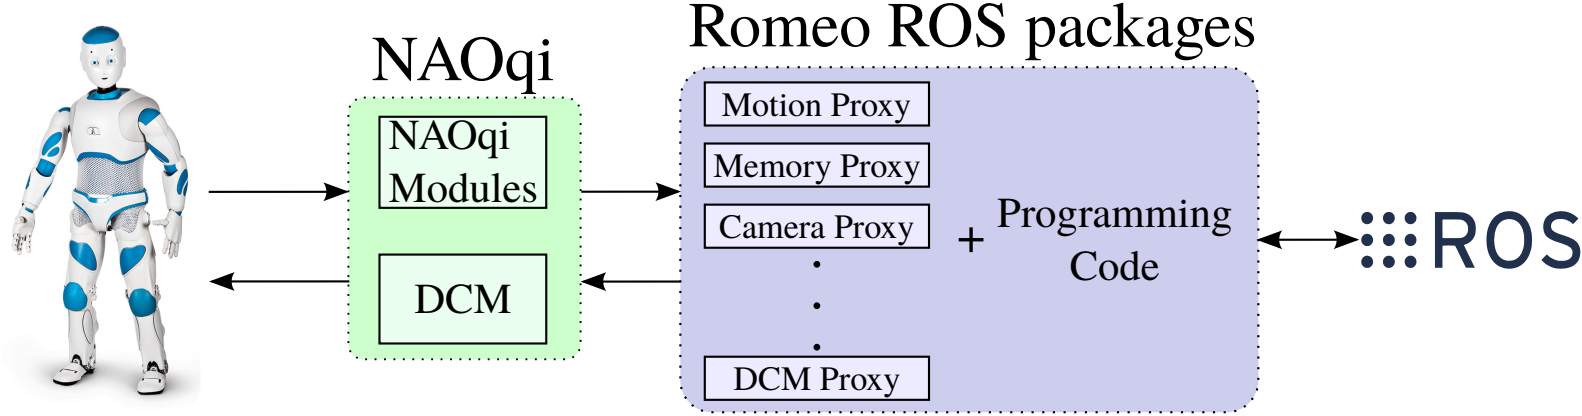 Romeo ROS packages
NAOqi
NAOqi
Modules
DCM
Motion Proxy
Memory Proxy
Camera Proxy
DCM Proxy
+
Programming
Code
ROS